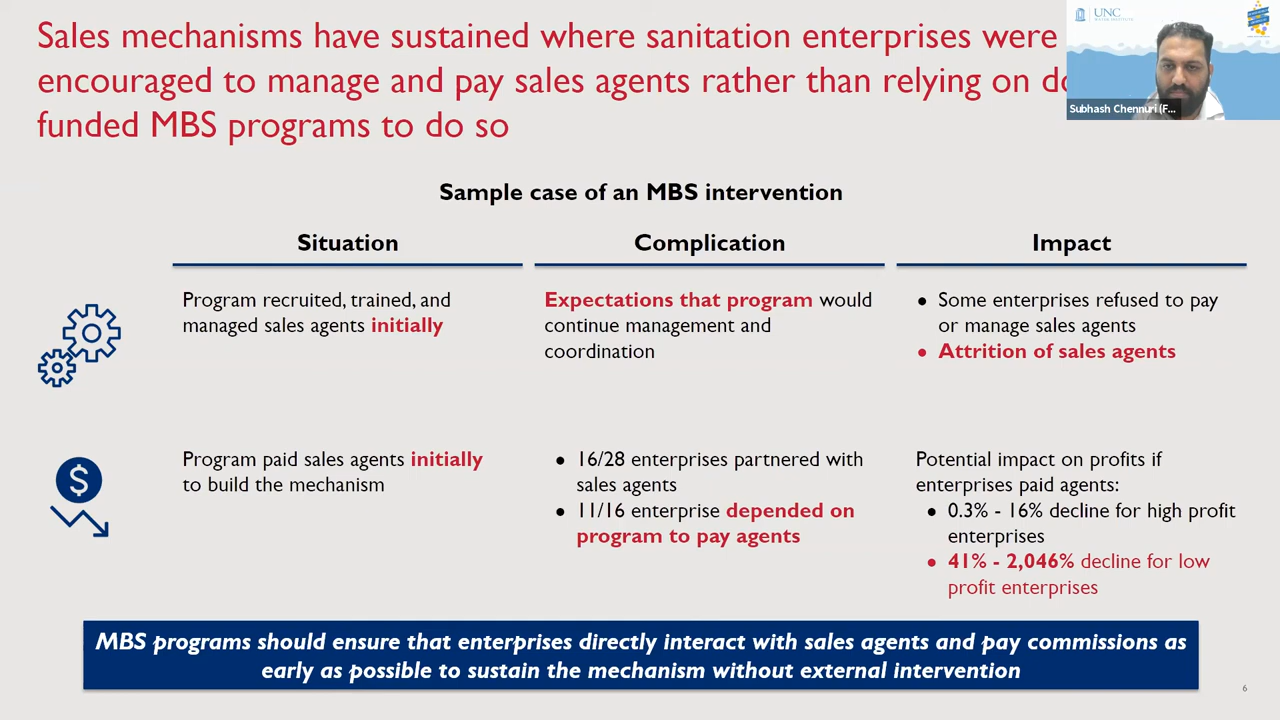 Sales mechanisms have sustained where sanitation enterprises were
encouraged to manage and pay sales agents rather than relying on
funded MBS programs to do so
UNC
Subhash Chennuri (F...
Sample case of an MBS intervention
Situation
Complication
Impact
Program recruited, trained, and
managed sales agents initially
Expectations that program would
continue management and
coordination
• Some enterprises refused to pay
or manage sales agents
• Attrition of sales agents
$
Program paid sales agents initially
to build the mechanism
• 16/28 enterprises partnered with
sales agents
• 11/16 enterprise depended on
program to pay agents
Potential impact on profits if
enterprises paid agents:
• 0.3% - 16% decline for high profit
enterprises
• 41% - 2,046% decline for low
profit enterprises
MBS programs should ensure that enterprises directly interact with sales agents and pay commissions as
early as possible to sustain the mechanism without external intervention
6